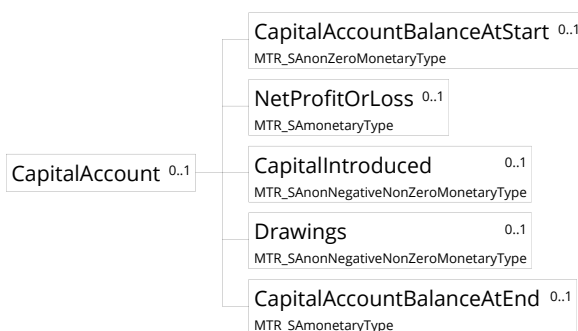 CapitalAccountBalanceAtStart 0..1
MTR_SAnonZeroMonetaryType
NetProfitOrLoss 0..1
MTR_SAmonetaryType
CapitalAccount 0..1
CapitalIntroduced 0..1
MTR_SAnonNegativeNonZeroMonetaryType
Drawings 0..1
MTR_SAnonNegativeNonZeroMonetaryType
CapitalAccountBalanceAtEnd 0..1
MTR_SAmonetaryType